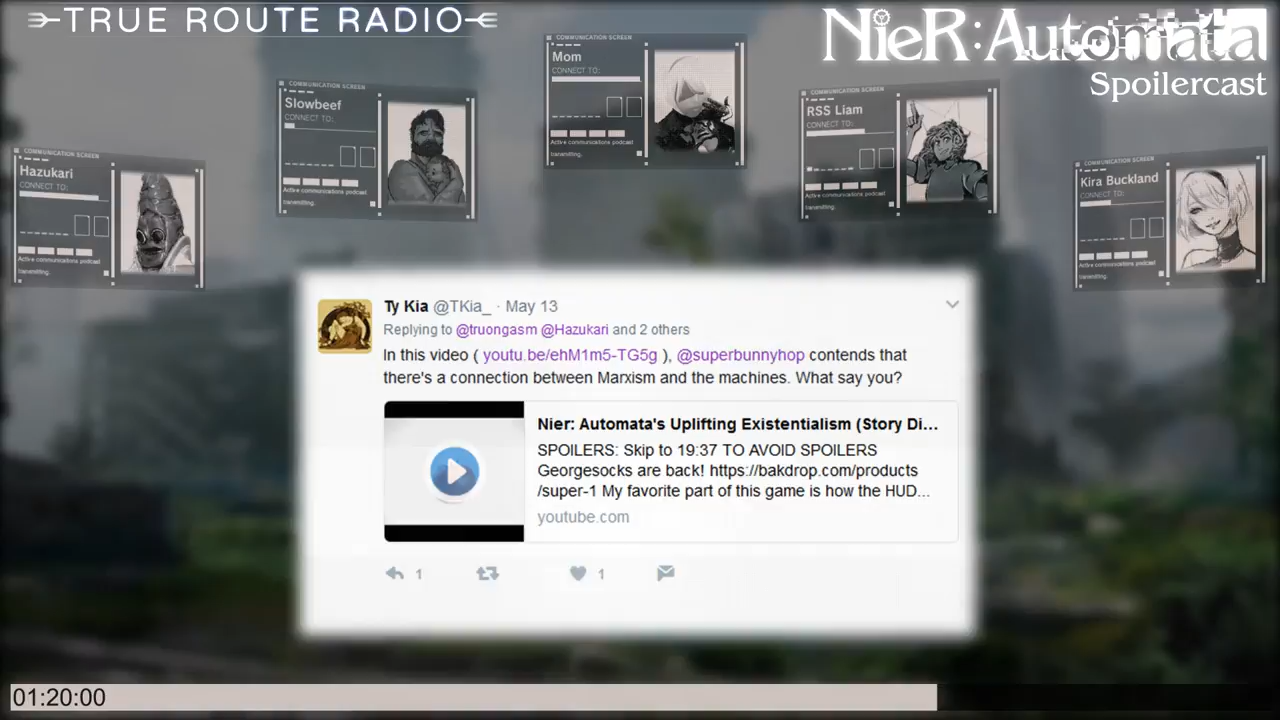 TRUE ROUTE RADIO
NieR:Automata
Spoilercast
COMMUNICATION SCREEN
Hazukari
CONNECT TO:
Active communications podcast
transmitting.
COMMUNICATION SCREEN
Slowbeef
CONNECT TO:
Active communications podcast
transmitting.
COMMUNICATION SCREEN
Mom
CONNECT TO:
Active communications podcast
transmitting.
COMMUNICATION SCREEN
RSS Liam
CONNECT TO:
Active communications podcast
transmitting.
COMMUNICATION SCREEN
Kira Buckland
CONNECT TO:
Active communications podcast
transmitting.
Ty Kia @TKia_ · May 13
Replying to @truongasm @Hazukari and 2 others
In this video ( youtu.be/ehM1m5-TG5g ), @superbunnyhop contends that
there's a connection between Marxism and the machines. What say you?
Nier: Automata's Uplifting Existentialism (Story Di...
SPOILERS: Skip to 19:37 TO AVOID SPOILERS
Georgesocks are back! https://bakdrop.com/products
/super-1 My favorite part of this game is how the HUD...
youtube.com
1 1
01:20:00